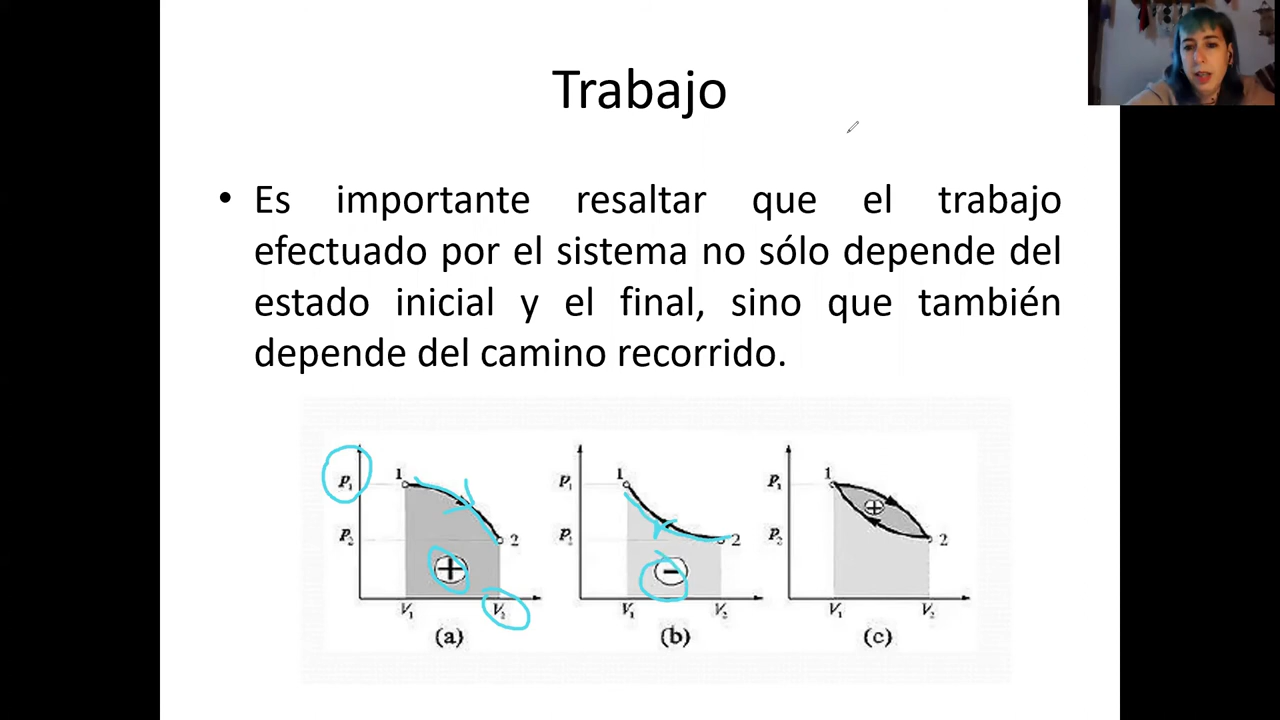 Trabajo
• Es importante resaltar que el trabajo
efectuado por el sistema no sólo depende del
estado inicial y el final, sino que también
depende del camino recorrido.
P₁ 1 P₁ 1 P₁ 1
P₂ 2 P₂ 2 P₂ 2
+ - +
V₁ V₂ V₁ V₂ V₁ V₂
(a) (b) (c)